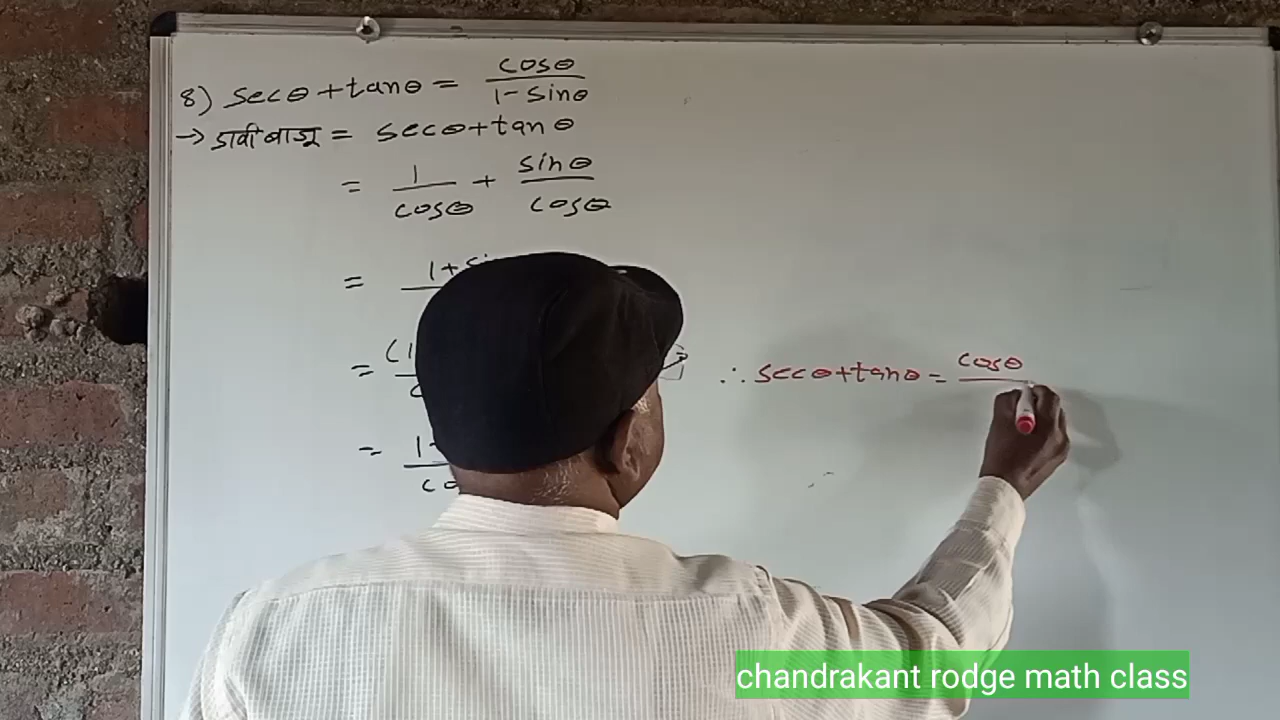 8) secθ + tanθ = cosθ / 1 - sinθ
→ डावी बाजू = secθ + tanθ
= 1 / cosθ + sinθ / cosθ
= 1 +
= (1
=
∴ secθ + tanθ = cosθ
chandrakant rodge math class